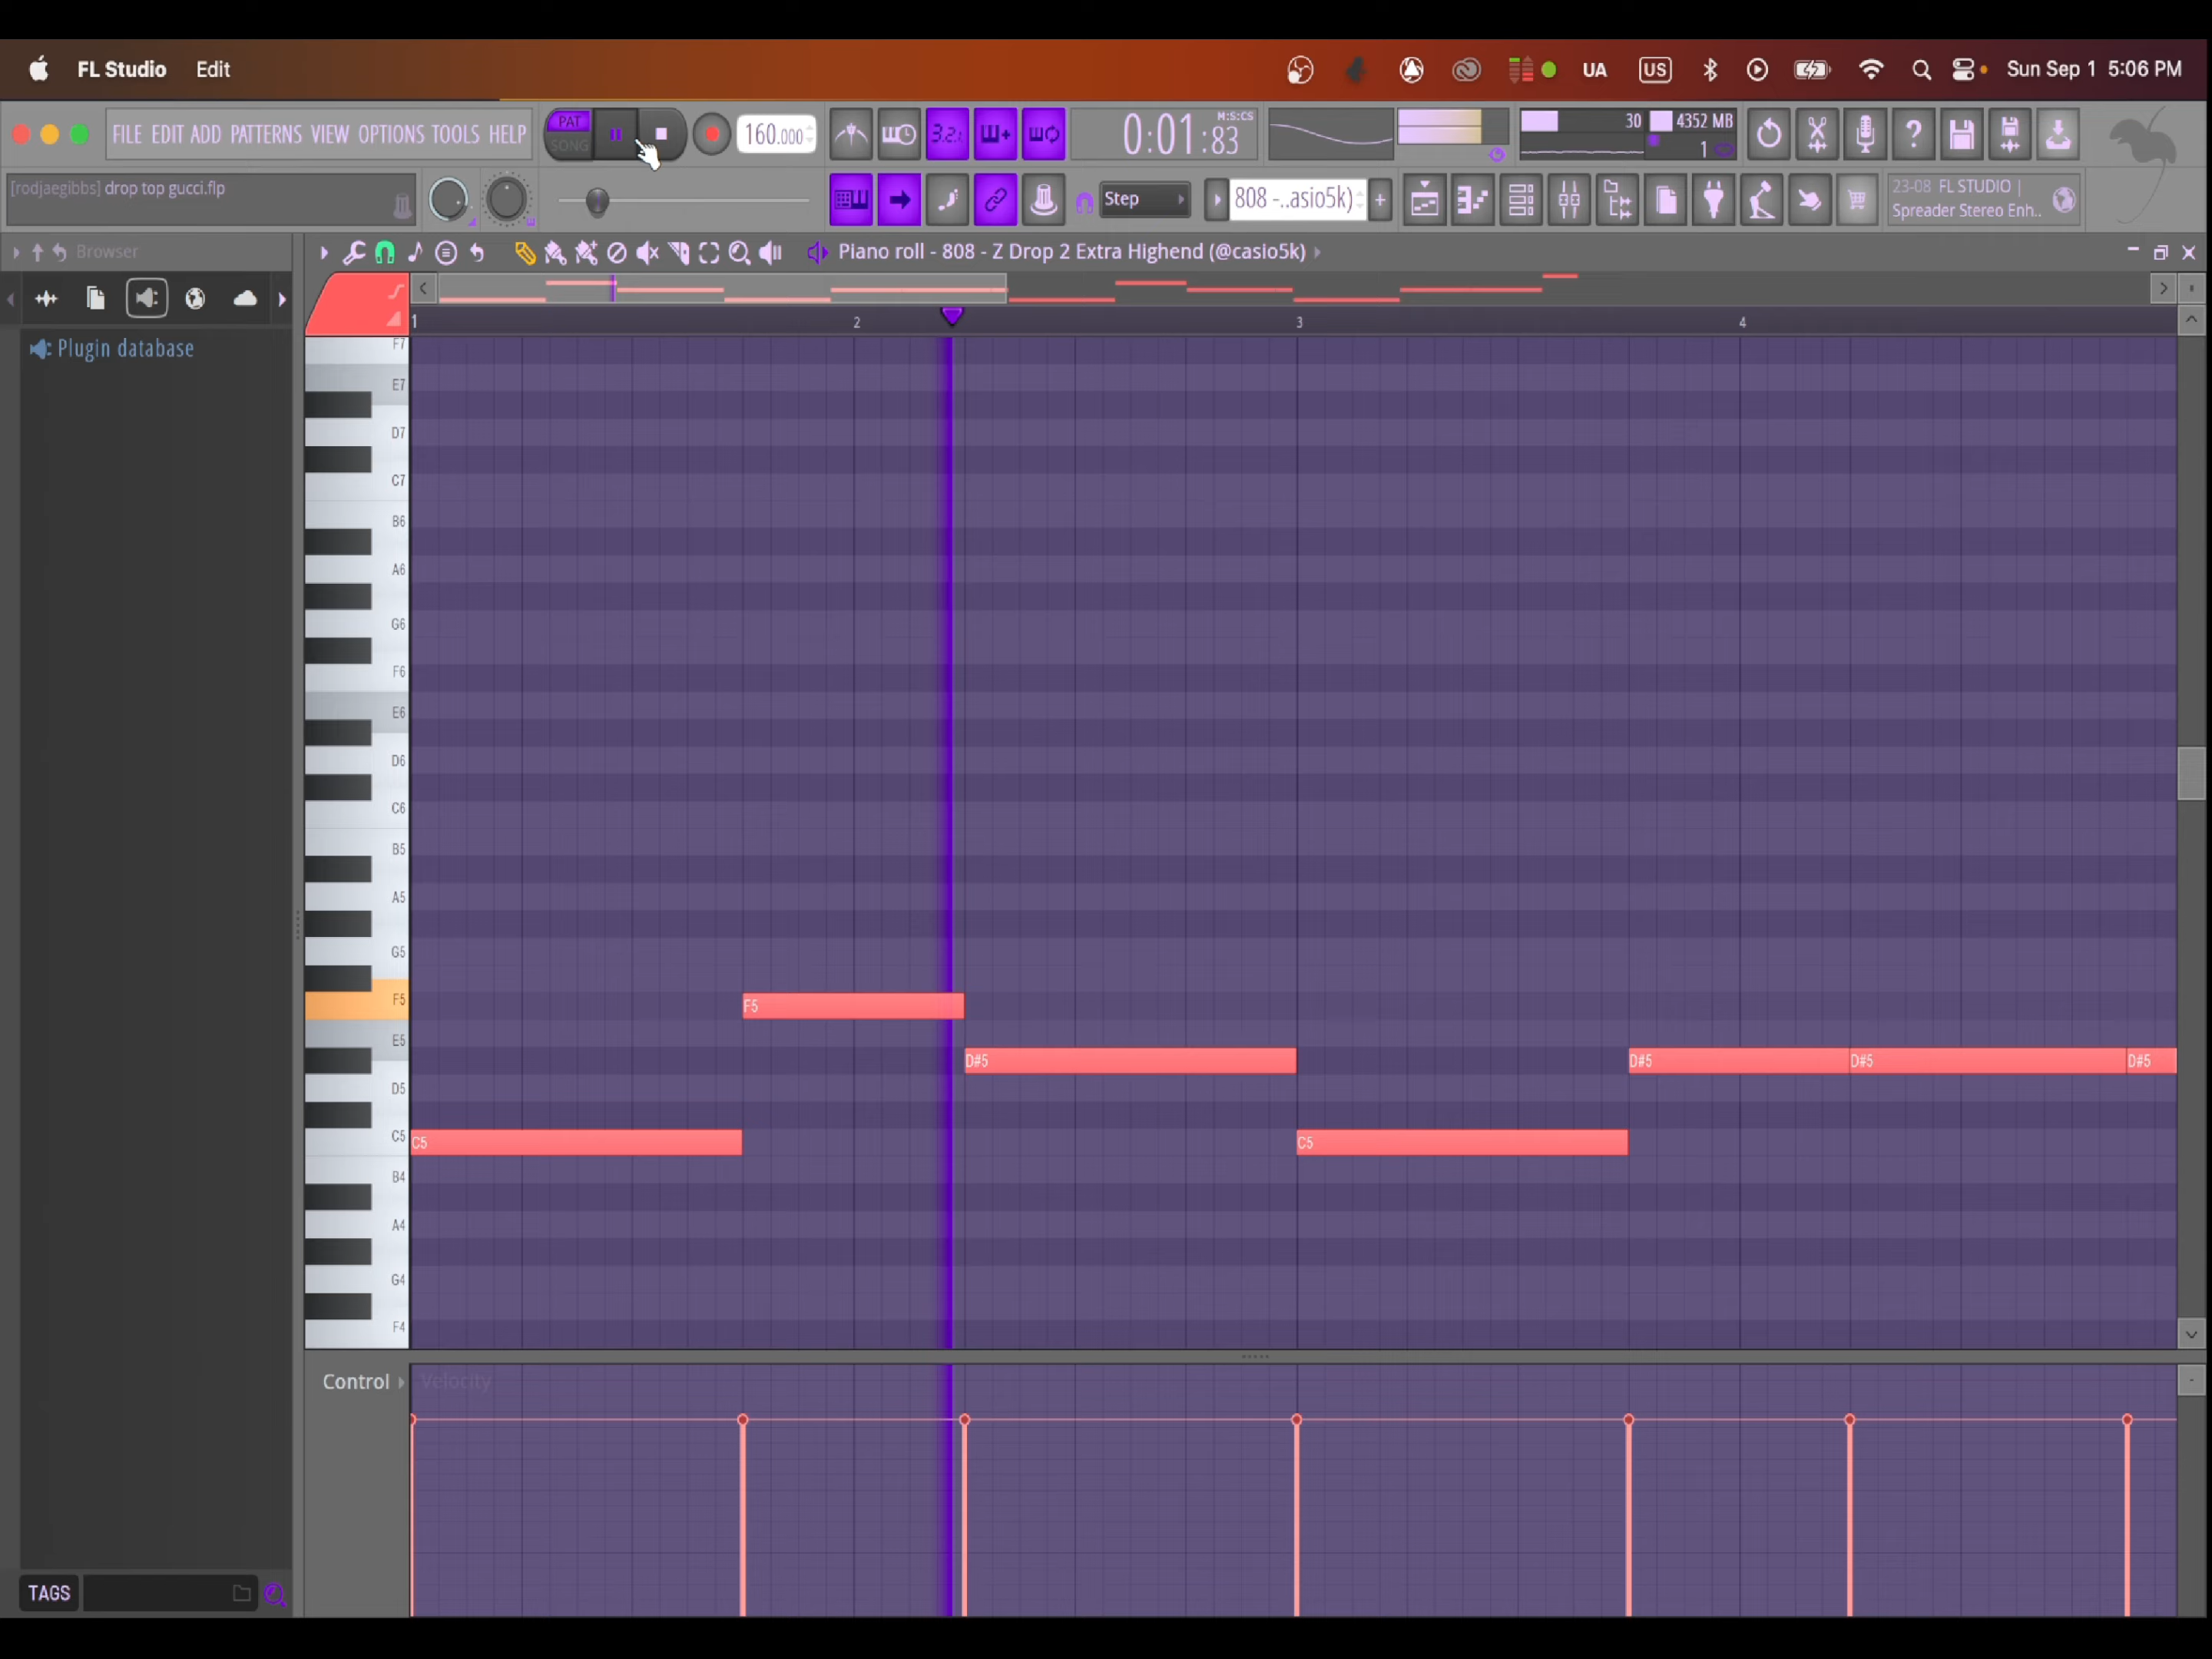 FL Studio Edit UA US Sun Sep 1 5:06 PM
FILE EDIT ADD PATTERNS VIEW OPTIONS TOOLS HELP
PAT
SONG
160.000
3.2.
M:S:CS
0:01:83
30
4352 MB
1
[rodjaegibbs] drop top gucci.flp
Step
808 -..asio5k)
23-08 FL STUDIO |
Spreader Stereo Enh..
Browser
Piano roll - 808 - Z Drop 2 Extra Highend (@casio5k)
Plugin database
1 2 3 4
F7
E7
D7
C7
B6
A6
G6
F6
E6
D6
C6
B5
A5
G5
F5 F5
E5
D#5 D#5 D#5 D#5
D5
C5 C5 C5
B4
A4
G4
F4
Control Velocity
TAGS